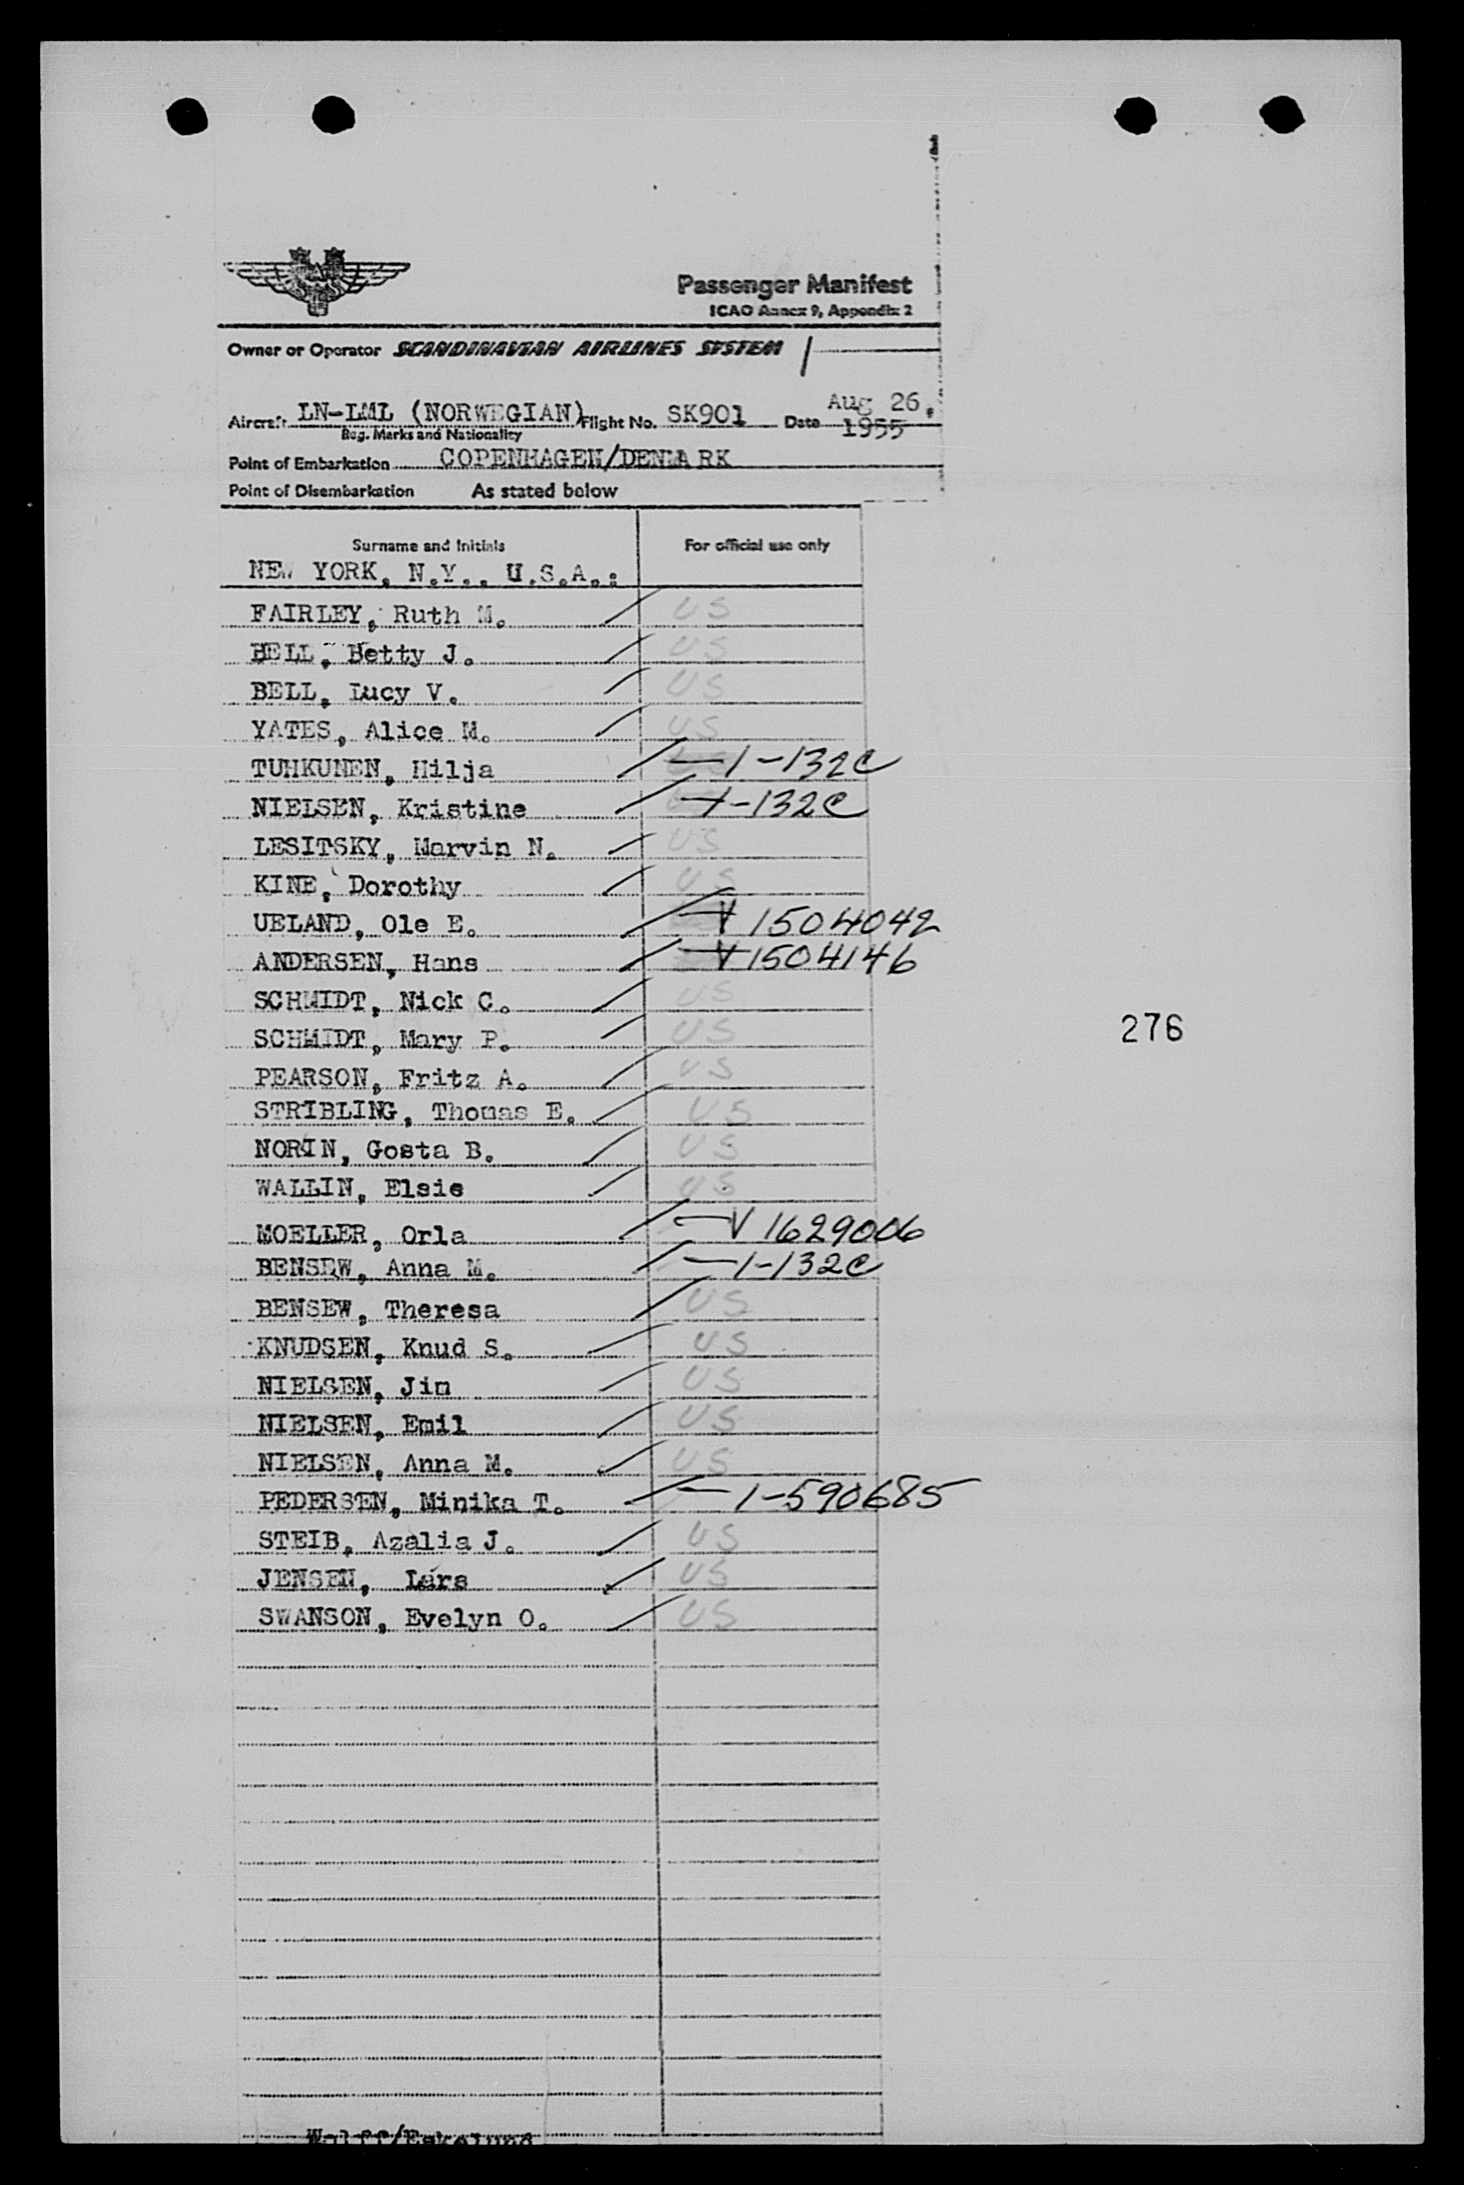 Passenger Manifest
ICAO Annex 9, Appendix 2
Owner or Operator SCANDINAVIAN AIRLINES SYSTEM
Aircraft LN-LML (NORWEGIAN) Flight No. SK901 Date Aug 26, 1955
Reg. Marks and Nationality
Point of Embarkation COPENHAGEN/DENMARK
Point of Disembarkation As stated below
Surname and Initials For official use only
NEW YORK, N.Y., U.S.A.:
FAIRLEY, Ruth M. US
BELL, Betty J. US
BELL, Lucy V. US
YATES, Alice M. US
TUHKUNEN, Hilja 1-132C
NIELSEN, Kristine 1-132C
LESITSKY, Marvin N. US
KINE, Dorothy US
UELAND, Ole E. V 1504042
ANDERSEN, Hans V 1504146
SCHMIDT, Nick C. US
SCHMIDT, Mary P. US
276
PEARSON, Fritz A. US
STRIBLING, Thomas E. US
NORIN, Gosta B. US
WALLIN, Elsie US
MOELLER, Orla V 1629006
BENSEW, Anna M. 1-132C
BENSEW, Theresa US
KNUDSEN, Knud S. US
NIELSEN, Jim US
NIELSEN, Emil US
NIELSEN, Anna M. US
PEDERSEN, Minika T. 1-590685
STEIB, Azalia J. US
JENSEN, Lars US
SWANSON, Evelyn O. US